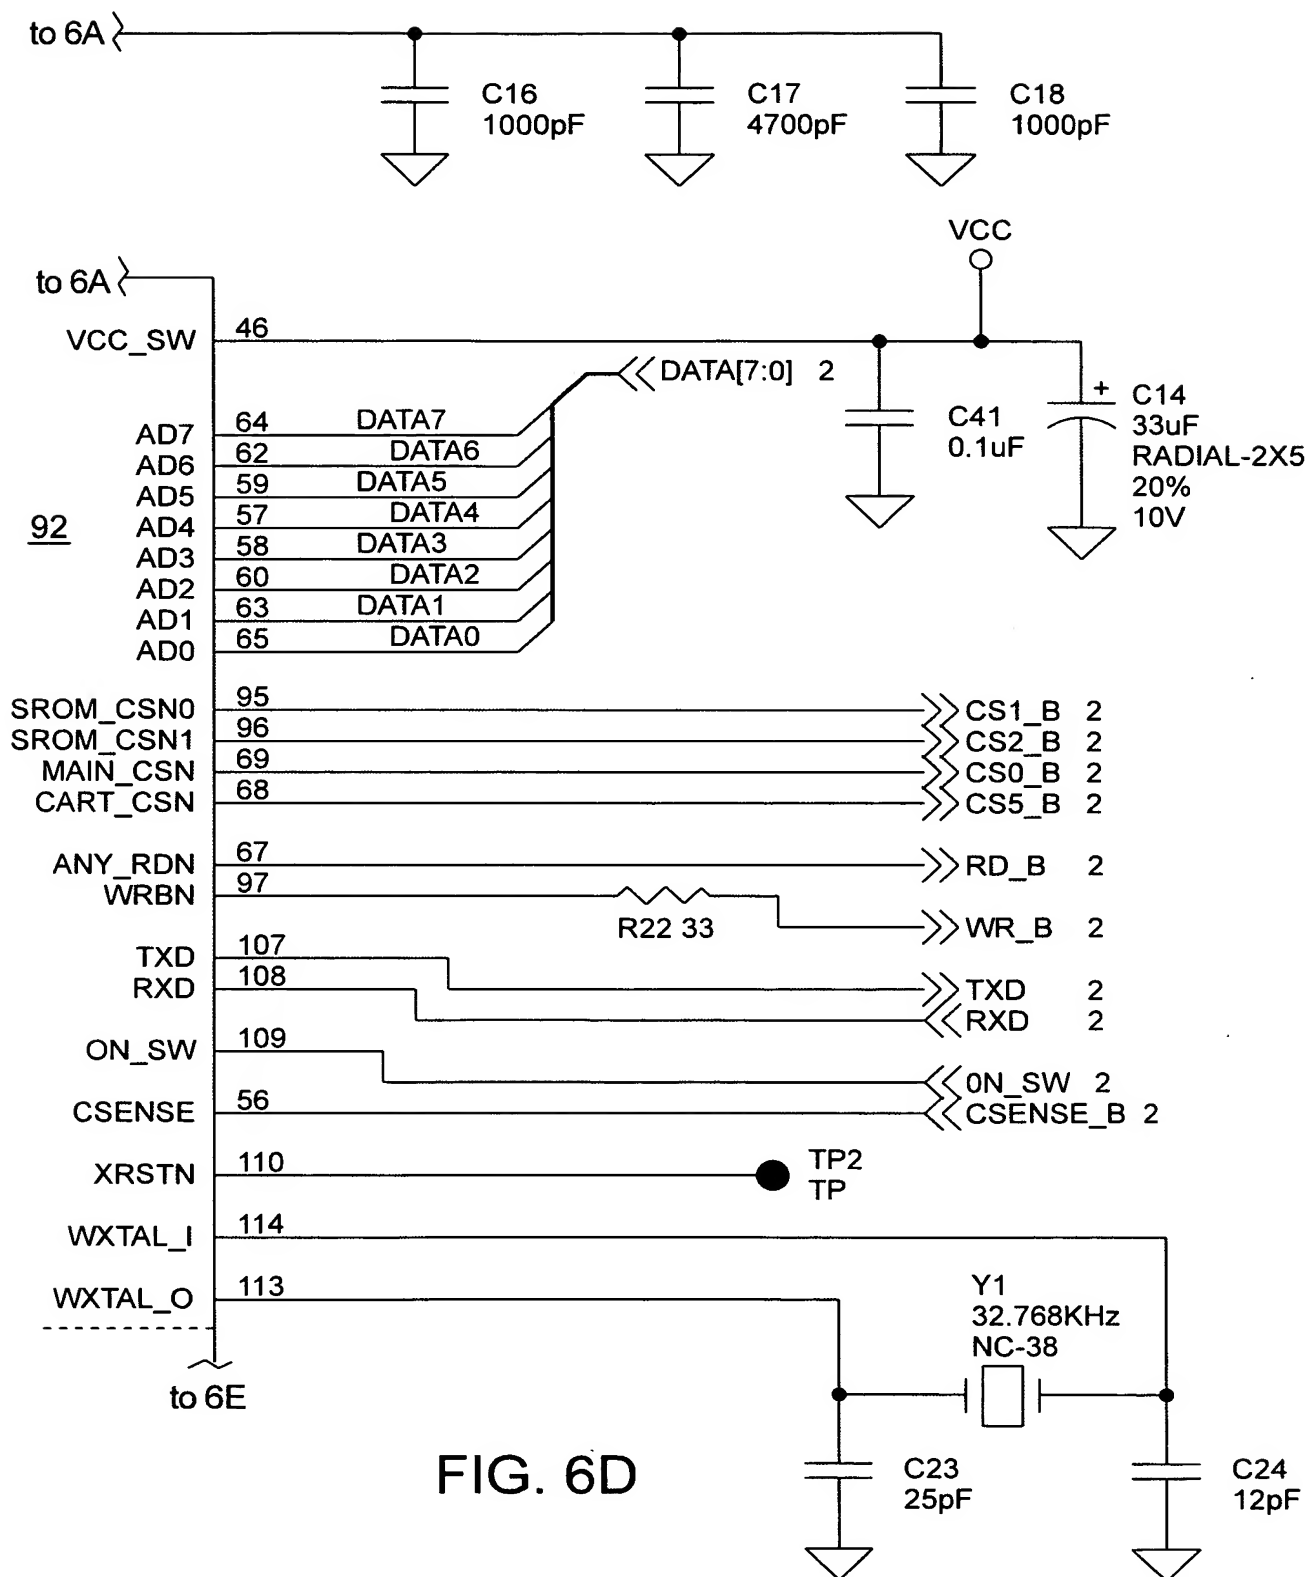 to 6A
C16
1000pF
C17
4700pF
C18
1000pF
VCC
to 6A
VCC_SW 46
DATA[7:0] 2
C41
0.1uF
+
C14
33uF
RADIAL-2X5
20%
10V
AD7 64 DATA7
AD6 62 DATA6
AD5 59 DATA5
AD4 57 DATA4
92
AD3 58 DATA3
AD2 60 DATA2
AD1 63 DATA1
AD0 65 DATA0
SROM_CSN0 95 CS1_B 2
SROM_CSN1 96 CS2_B 2
MAIN_CSN 69 CS0_B 2
CART_CSN 68 CS5_B 2
ANY_RDN 67 RD_B 2
WRBN 97
R22 33 WR_B 2
TXD 107
RXD 108 TXD 2
RXD 2
ON_SW 109
0N_SW 2
CSENSE 56 CSENSE_B 2
XRSTN 110
TP2
TP
WXTAL_I 114
WXTAL_O 113
Y1
32.768KHz
NC-38
to 6E
C23
25pF
C24
12pF
FIG. 6D